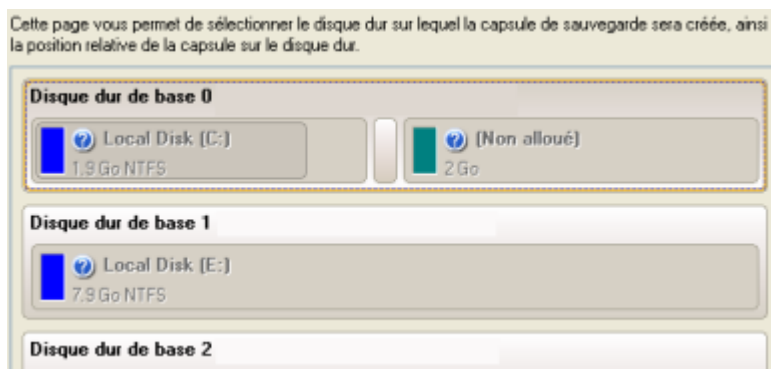 Cette page vous permet de sélectionner le disque dur sur lequel la capsule de sauvegarde sera créée, ainsi
la position relative de la capsule sur le disque dur.
Disque dur de base 0
Local Disk (C:)
1.9 Go NTFS
(Non alloué)
2 Go
Disque dur de base 1
Local Disk (E:)
7.9 Go NTFS
Disque dur de base 2